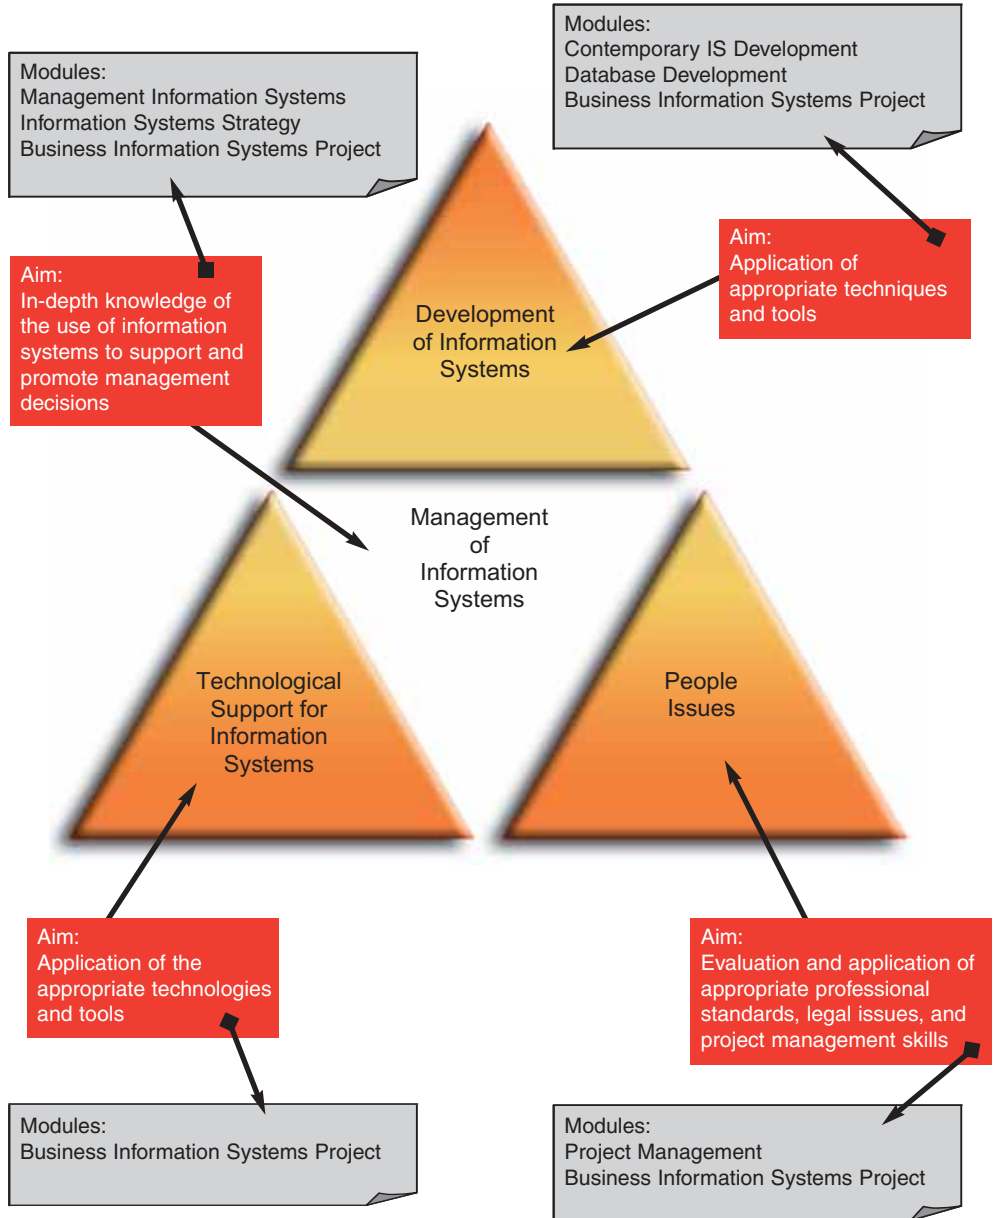 Modules:
Management Information Systems
Information Systems Strategy
Business Information Systems Project
Modules:
Contemporary IS Development
Database Development
Business Information Systems Project
Aim:
In-depth knowledge of
the use of information
systems to support and
promote management
decisions
Aim:
Application of
appropriate techniques
and tools
Development
of Information
Systems
Management
of
Information
Systems
Technological
Support for
Information
Systems
People
Issues
Aim:
Application of the
appropriate technologies
and tools
Aim:
Evaluation and application of
appropriate professional
standards, legal issues, and
project management skills
Modules:
Business Information Systems Project
Modules:
Project Management
Business Information Systems Project